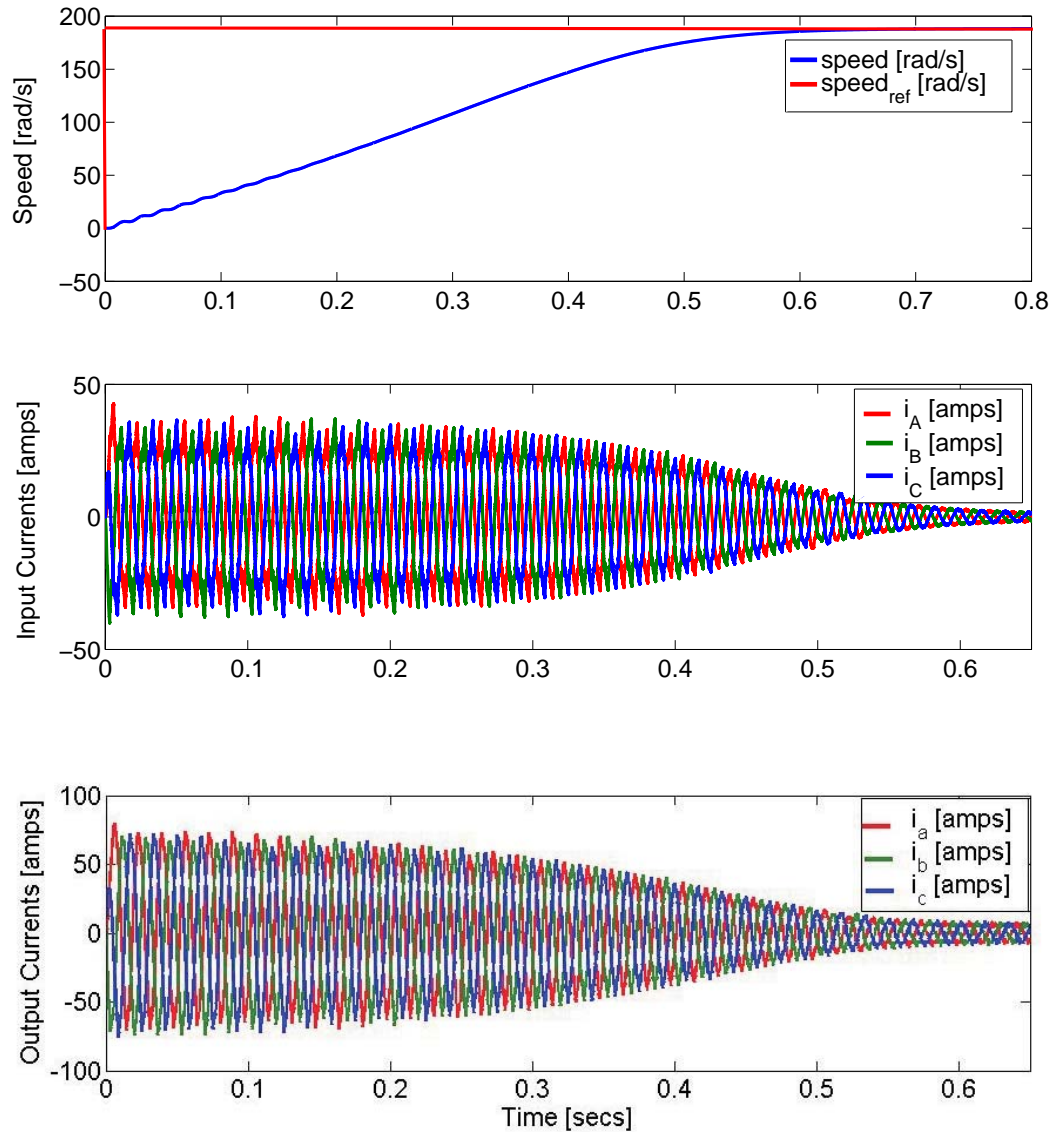 200
150
100
50
0
−50
Speed [rad/s]
speed [rad/s]
speed_ref [rad/s]
0 0.1 0.2 0.3 0.4 0.5 0.6 0.7 0.8
50
0
−50
Input Currents [amps]
i_A [amps]
i_B [amps]
i_C [amps]
0 0.1 0.2 0.3 0.4 0.5 0.6
100
50
0
-50
-100
Output Currents [amps]
i_a [amps]
i_b [amps]
i_c [amps]
0 0.1 0.2 0.3 0.4 0.5 0.6
Time [secs]